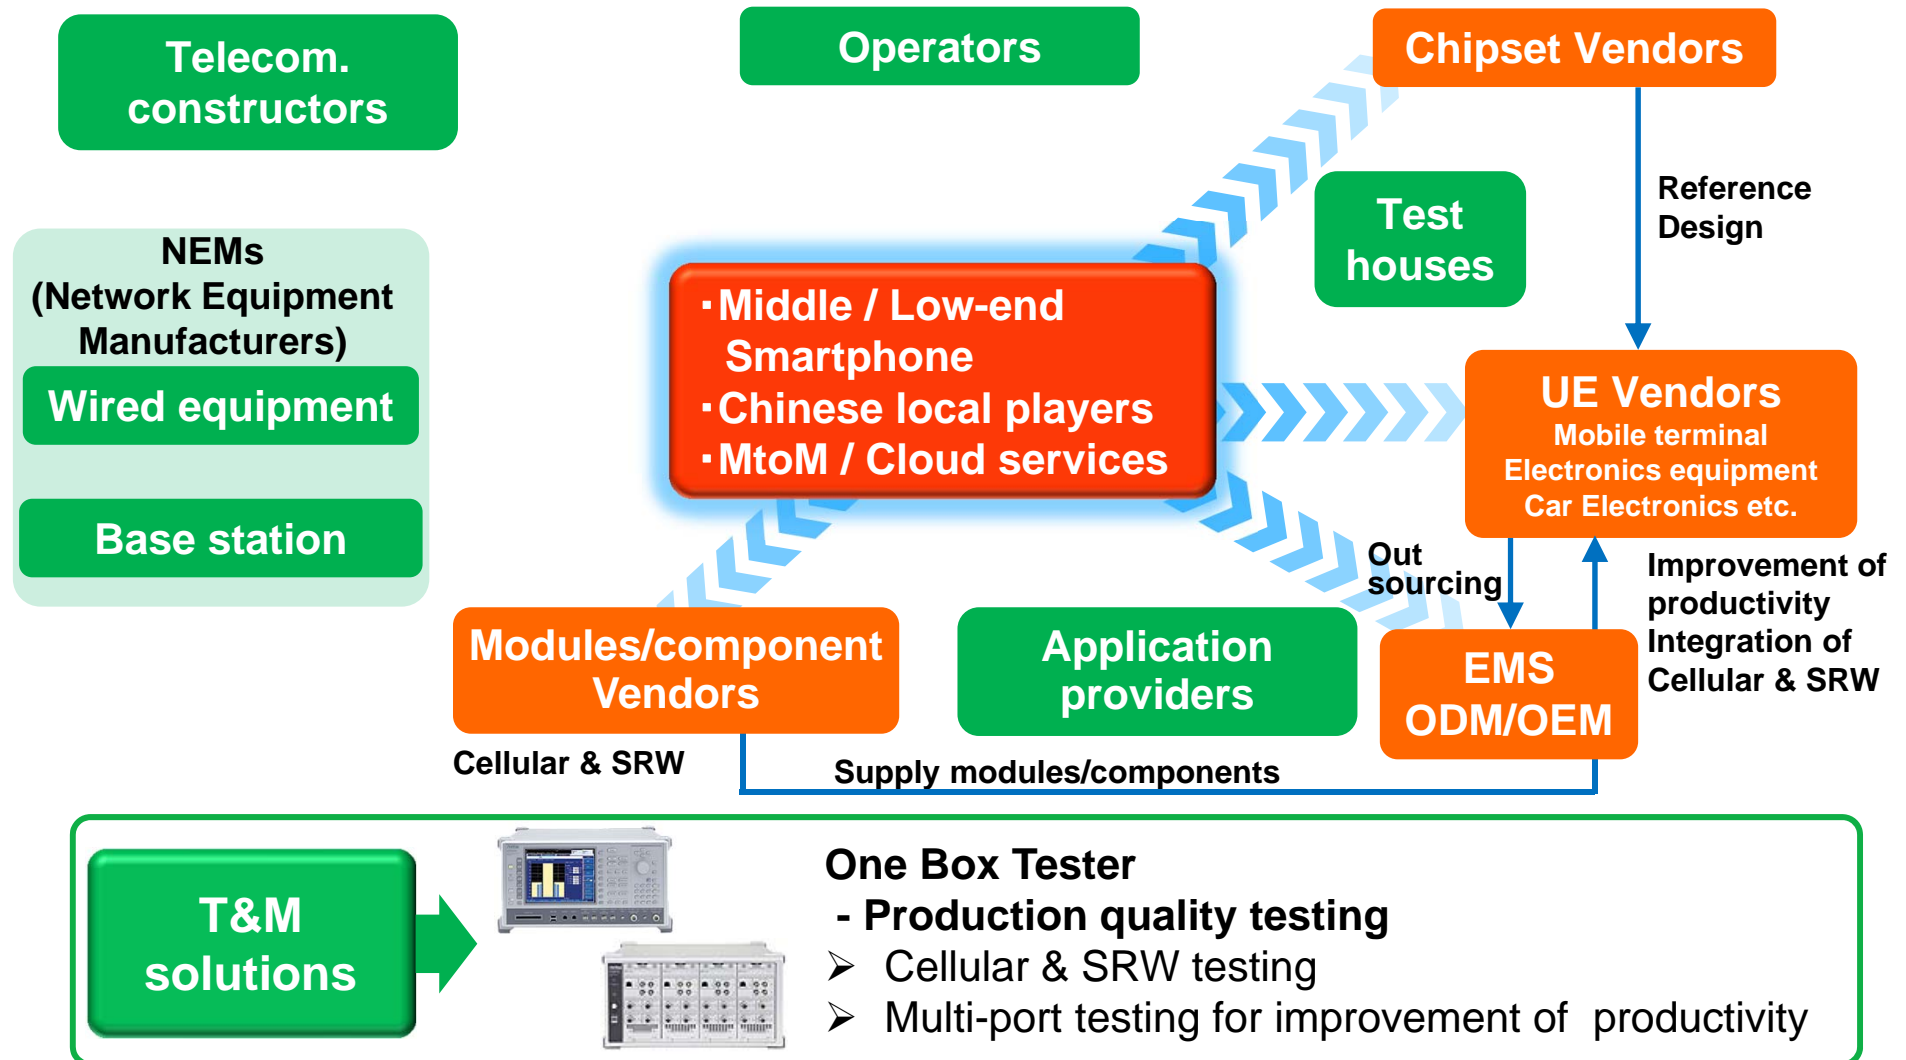 Telecom.
constructors
Operators
Chipset Vendors
Reference
Design
Test
houses
NEMs
(Network Equipment
Manufacturers)
Wired equipment
Base station
・Middle / Low-end
Smartphone
・Chinese local players
・MtoM / Cloud services
UE Vendors
Mobile terminal
Electronics equipment
Car Electronics etc.
Out
sourcing
Improvement of
productivity
Integration of
Cellular & SRW
Modules/component
Vendors
Application
providers
EMS
ODM/OEM
Cellular & SRW
Supply modules/components
T&M
solutions
One Box Tester
- Production quality testing
➢ Cellular & SRW testing
➢ Multi-port testing for improvement of productivity